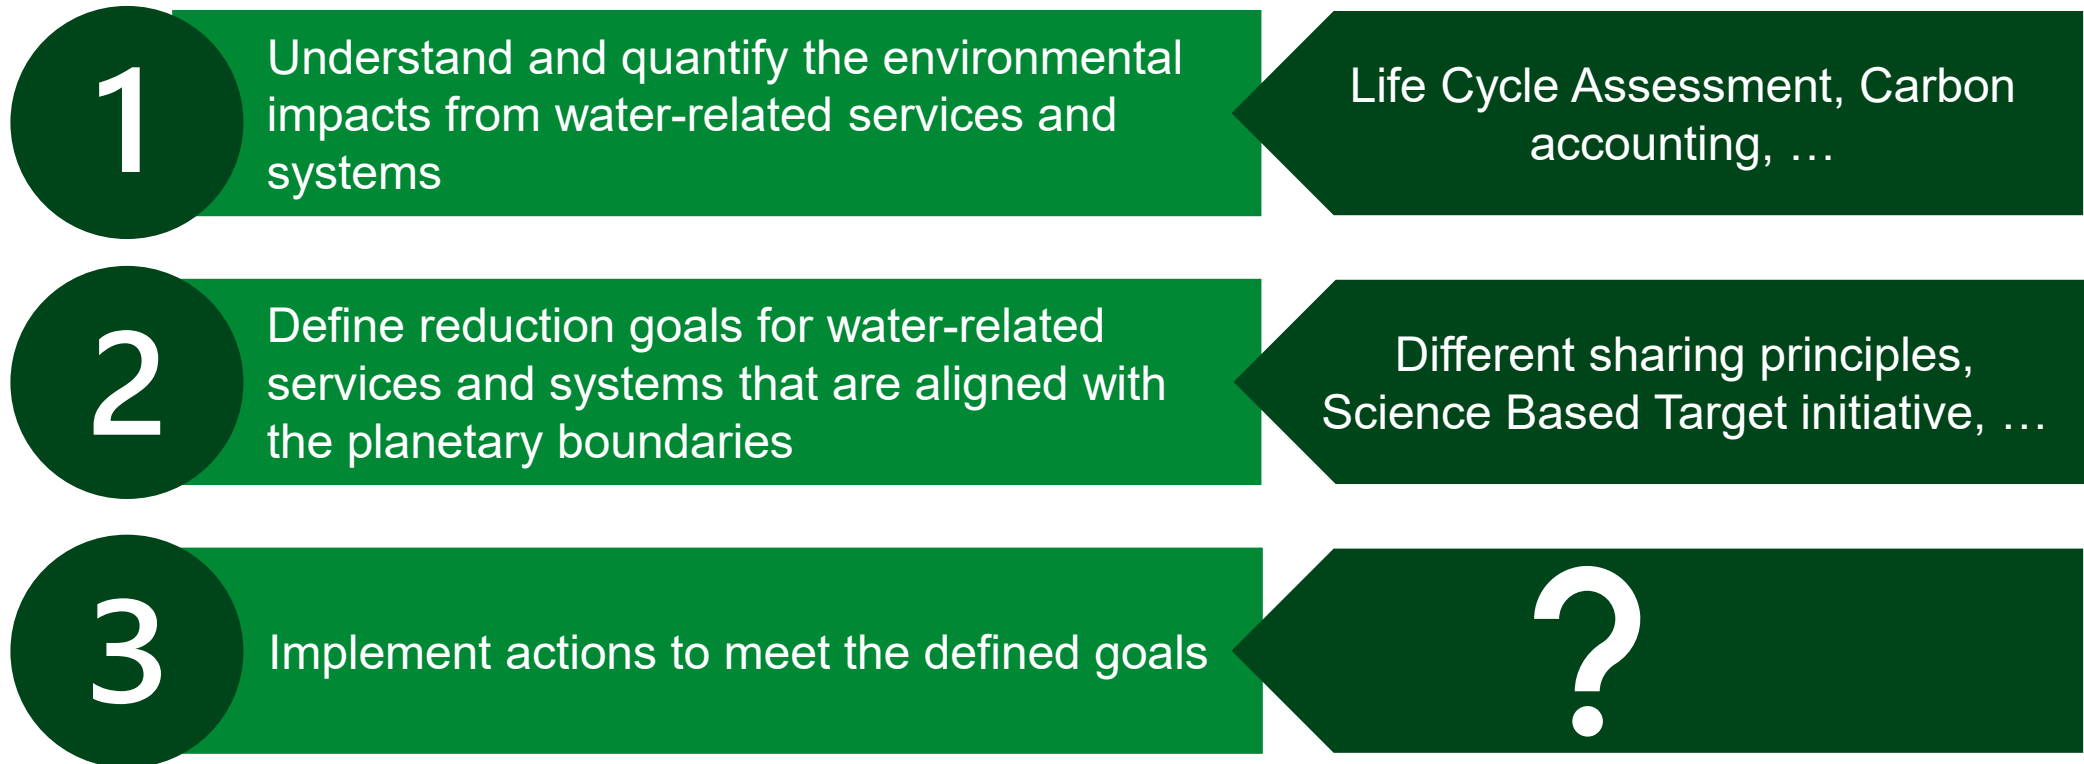 1
Understand and quantify the environmental
impacts from water-related services and
systems
Life Cycle Assessment, Carbon
accounting, …
2
Define reduction goals for water-related
services and systems that are aligned with
the planetary boundaries
Different sharing principles,
Science Based Target initiative, …
3
Implement actions to meet the defined goals
?